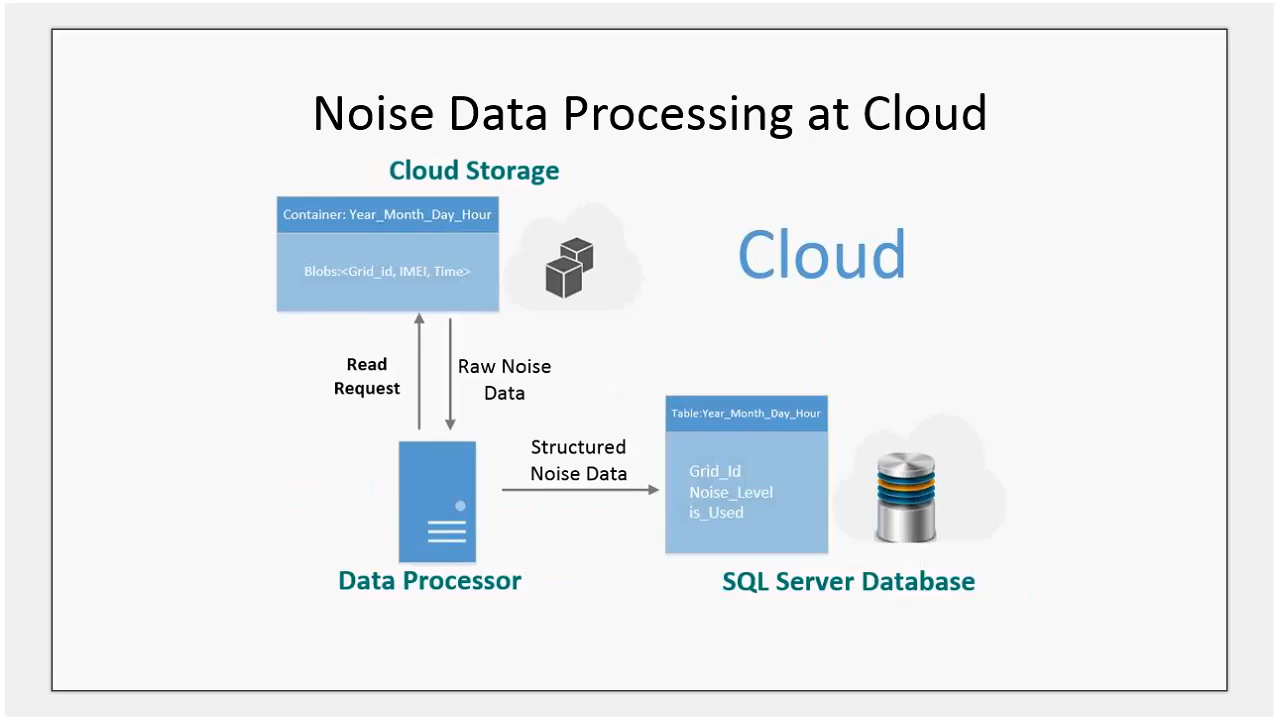 Noise Data Processing at Cloud
Cloud Storage
Container: Year_Month_Day_Hour
Blobs:<Grid_Id, IMEI, Time>
Cloud
Read
Request
Raw Noise
Data
Structured
Noise Data
Table:Year_Month_Day_Hour
Grid_Id
Noise_Level
is_Used
Data Processor
SQL Server Database